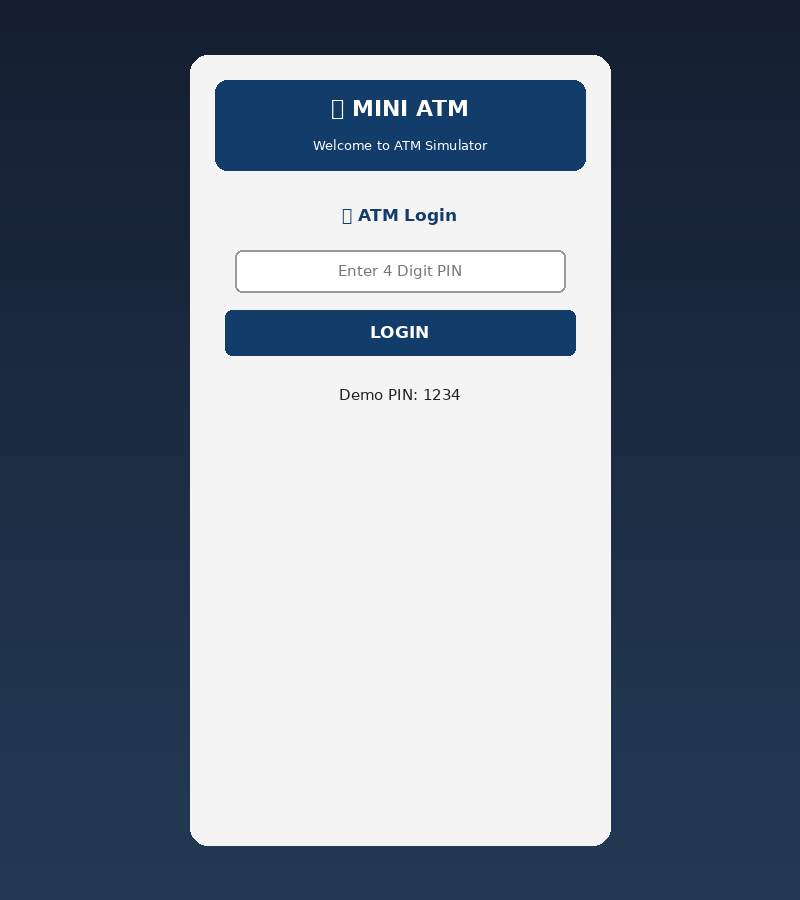 MINI ATM
Welcome to ATM Simulator
ATM Login
Enter 4 Digit PIN
LOGIN
Demo PIN: 1234